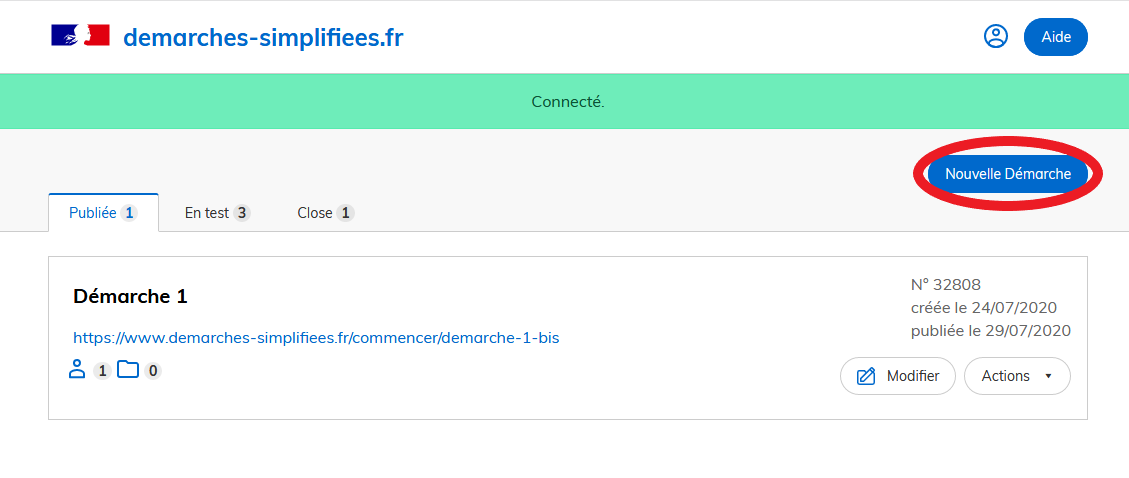 demarches-simplifiees.fr
Aide
Connecté.
Nouvelle Démarche
Publiée 1 En test 3 Close 1
Démarche 1
N° 32808
créée le 24/07/2020
publiée le 29/07/2020
https://www.demarches-simplifiees.fr/commencer/demarche-1-bis
1 0
Modifier Actions